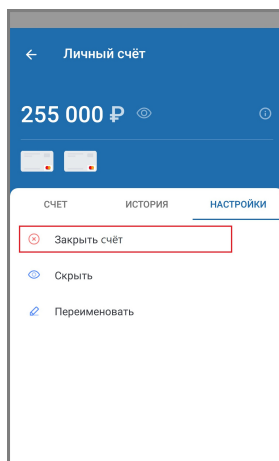 Личный счёт
255 000 ₽
СЧЕТ ИСТОРИЯ НАСТРОЙКИ
Закрыть счёт
Скрыть
Переименовать